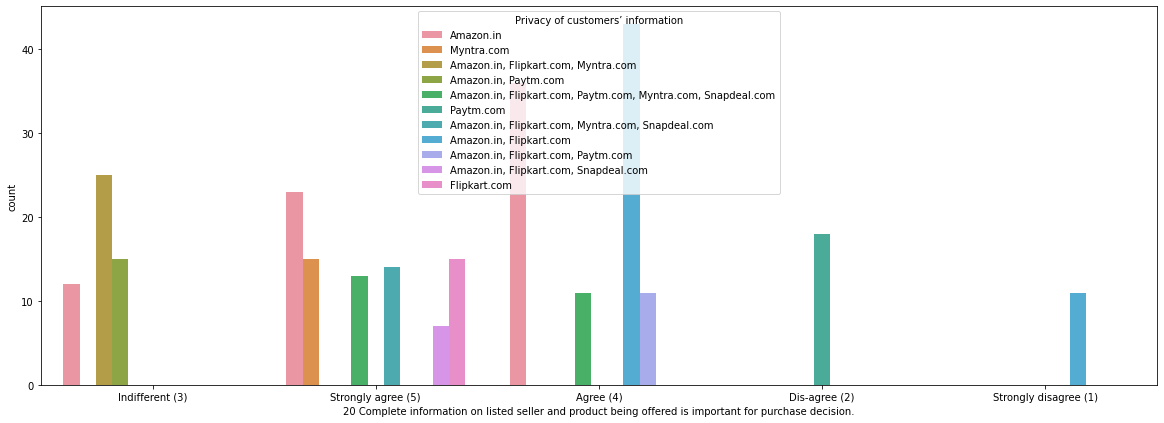 Privacy of customers’ information
Amazon.in
Myntra.com
Amazon.in, Flipkart.com, Myntra.com
Amazon.in, Paytm.com
Amazon.in, Flipkart.com, Paytm.com, Myntra.com, Snapdeal.com
Paytm.com
Amazon.in, Flipkart.com, Myntra.com, Snapdeal.com
Amazon.in, Flipkart.com
Amazon.in, Flipkart.com, Paytm.com
Amazon.in, Flipkart.com, Snapdeal.com
Flipkart.com
count
40
30
20
10
0
Indifferent (3) Strongly agree (5) Agree (4) Dis-agree (2) Strongly disagree (1)
20 Complete information on listed seller and product being offered is important for purchase decision.